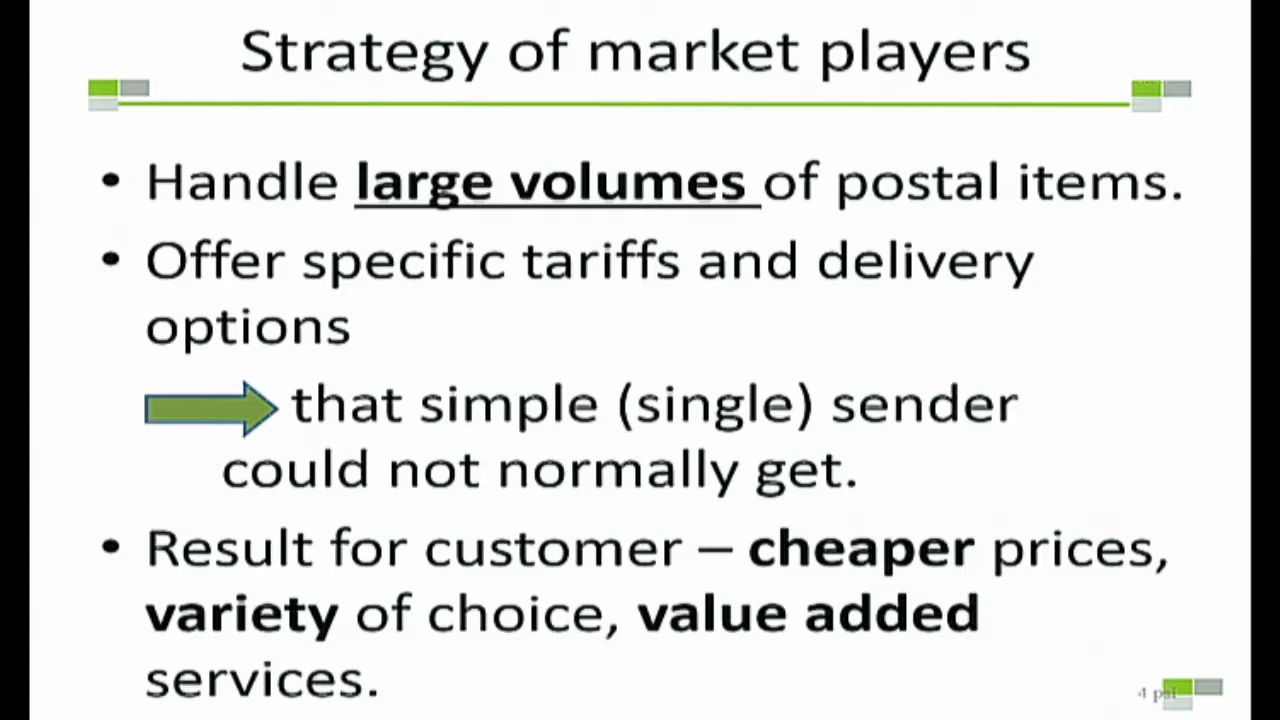 Strategy of market players
• Handle large volumes of postal items.
• Offer specific tariffs and delivery
options
that simple (single) sender
could not normally get.
• Result for customer – cheaper prices,
variety of choice, value added
services.
4